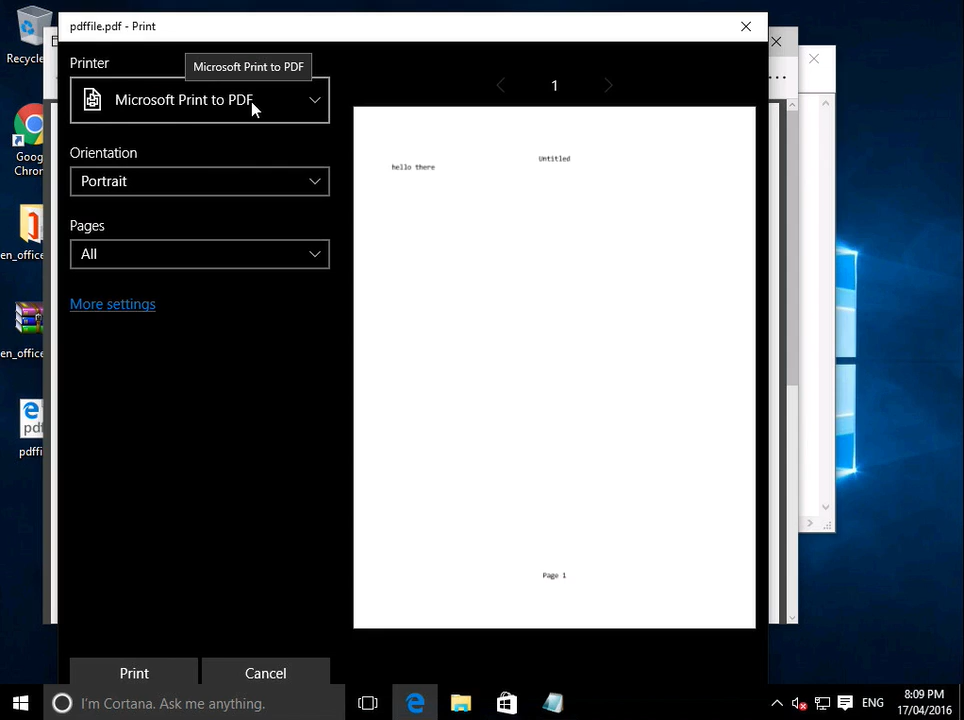 pdffile.pdf - Print
Printer
Microsoft Print to PDF
Microsoft Print to PDF
Orientation
Portrait
Pages
All
More settings
Print
Cancel
1
Untitled
hello there
Page 1
Recycle
Goog
Chron
en_office
en_office
pdf
pdffi
I'm Cortana. Ask me anything.
ENG
8:09 PM
17/04/2016